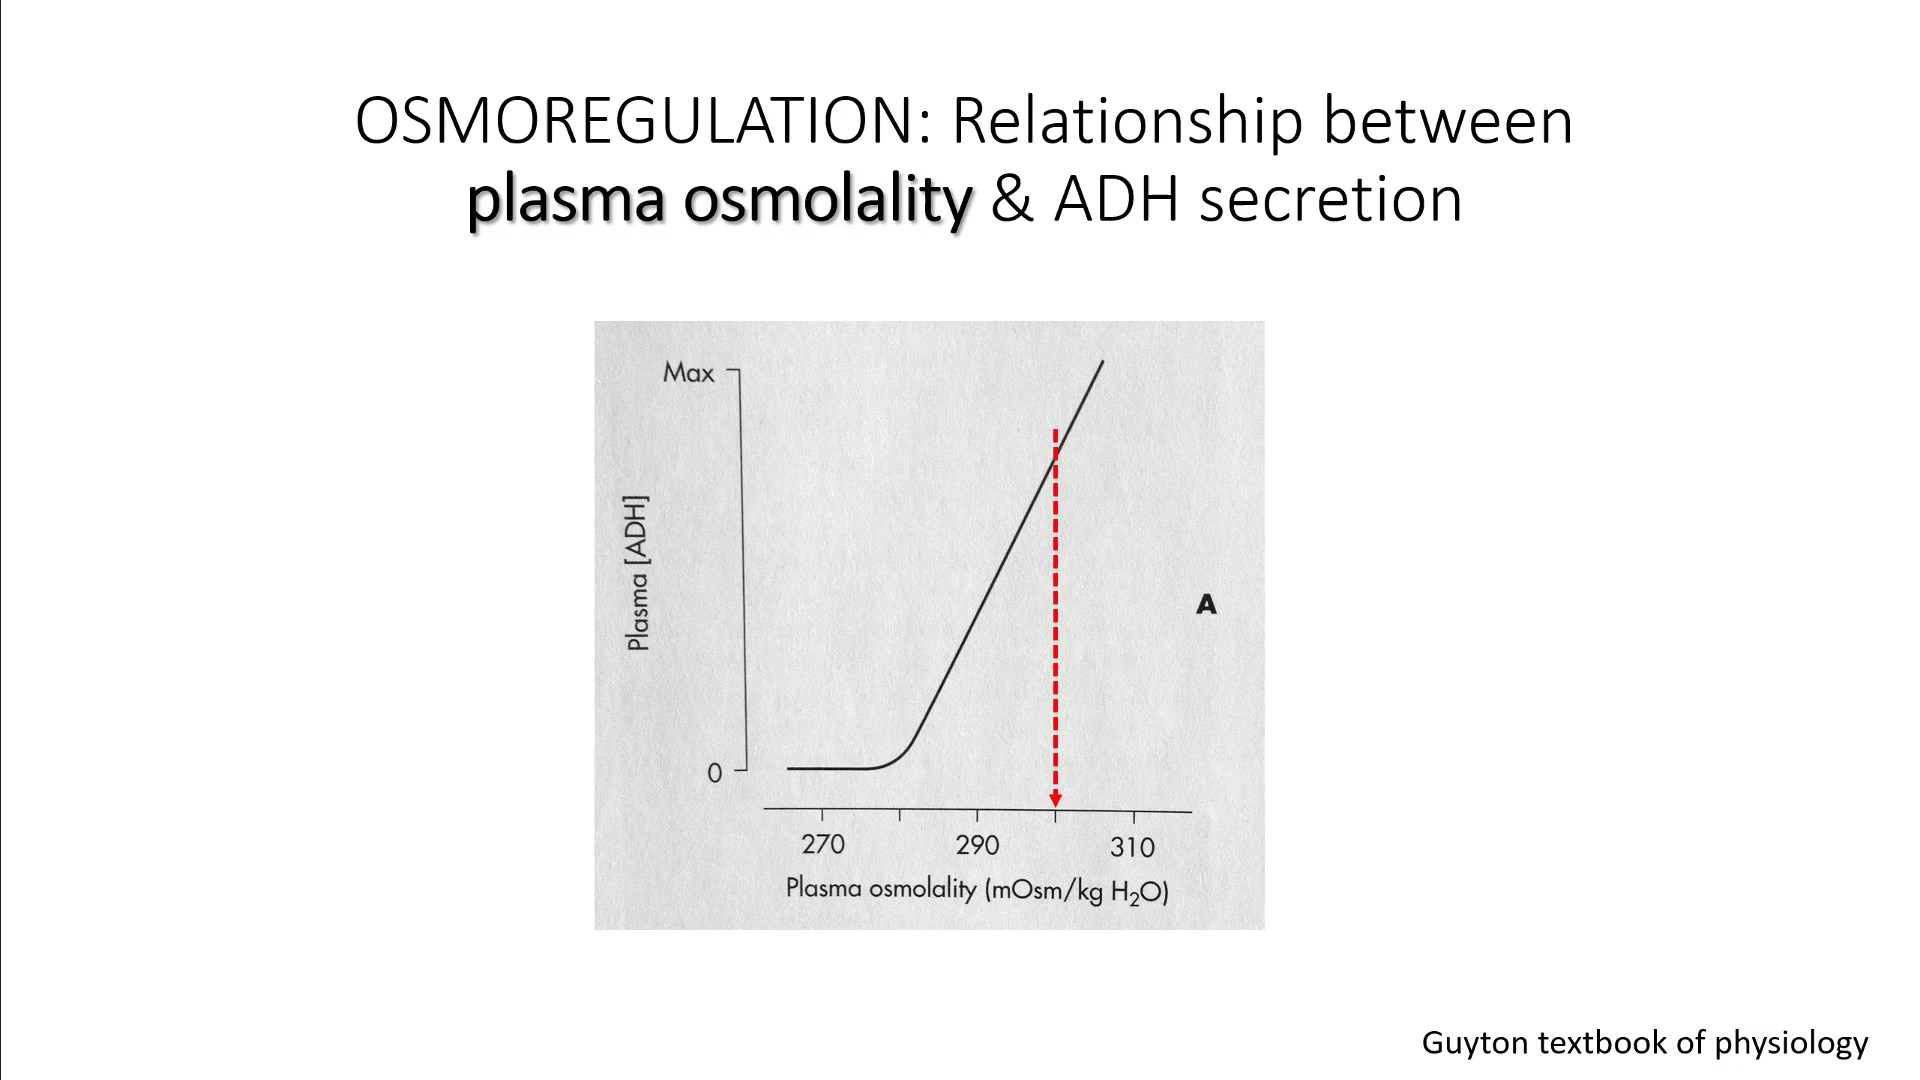 OSMOREGULATION: Relationship between
plasma osmolality & ADH secretion
Max
Plasma [ADH]
A
0
270 290 310
Plasma osmolality (mOsm/kg H₂O)
Guyton textbook of physiology